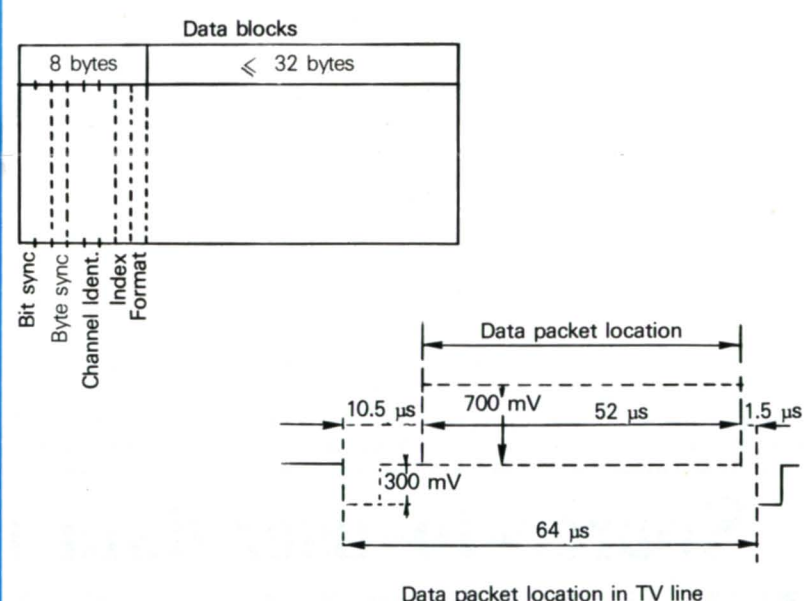 Data blocks
8 bytes
⩽ 32 bytes
Bit sync
Byte sync
Channel Ident.
Index
Format
Data packet location
700 mV
10.5 µs
52 µs
1.5 µs
300 mV
64 µs
Data packet location in TV line